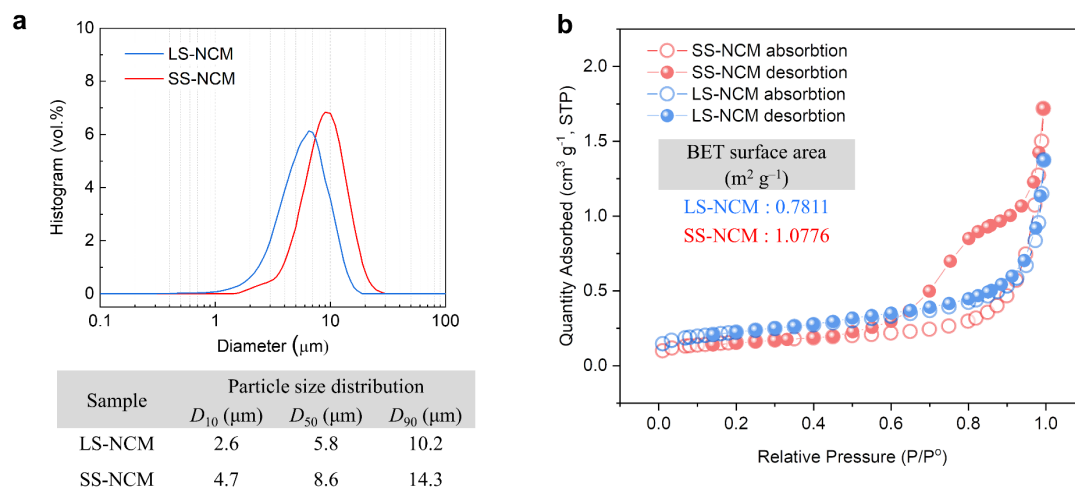 a
LS-NCM
SS-NCM
Histogram (vol.%)
10
8
6
4
2
0
0.1
1
10
100
Diameter (μm)
Sample
Particle size distribution
D10 (μm)
D50 (μm)
D90 (μm)
LS-NCM
2.6
5.8
10.2
SS-NCM
4.7
8.6
14.3
b
SS-NCM absorbtion
SS-NCM desorbtion
LS-NCM absorbtion
LS-NCM desorbtion
BET surface area
(m² g⁻¹)
LS-NCM : 0.7811
SS-NCM : 1.0776
Quantity Adsorbed (cm³ g⁻¹, STP)
2.0
1.5
1.0
0.5
0.0
0.0
0.2
0.4
0.6
0.8
1.0
Relative Pressure (P/P°)